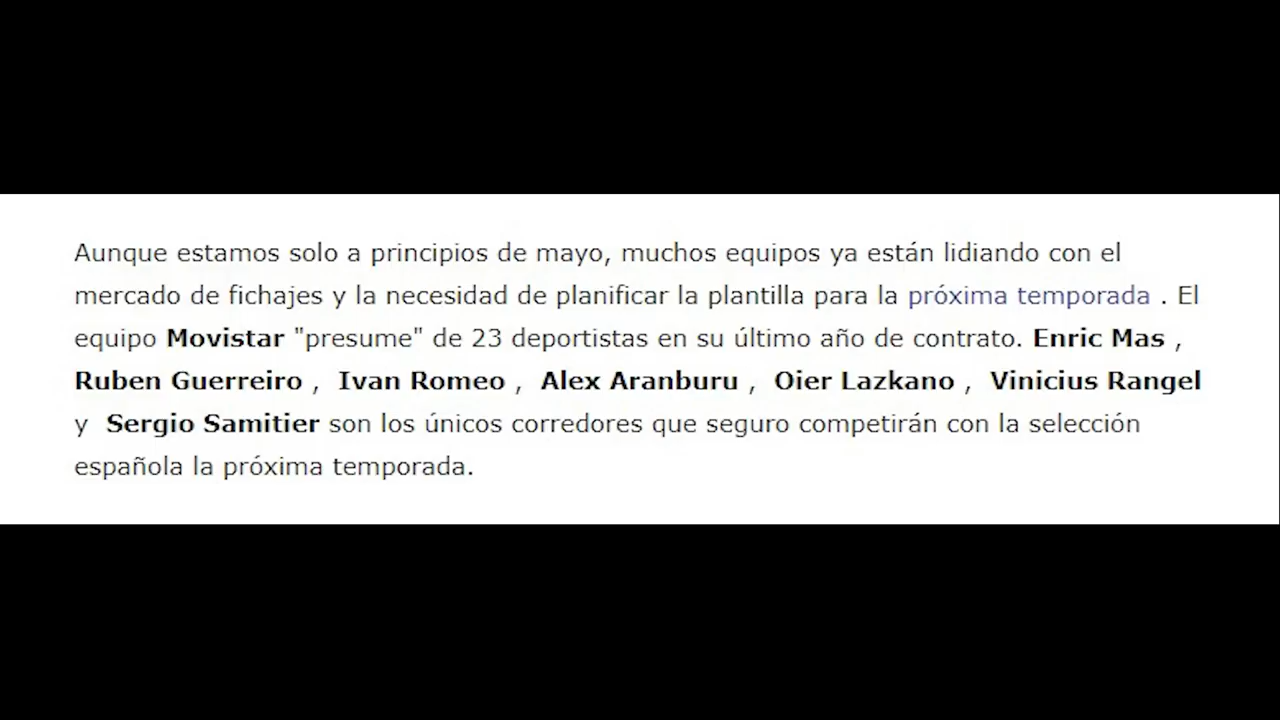 Aunque estamos solo a principios de mayo, muchos equipos ya están lidiando con el
mercado de fichajes y la necesidad de planificar la plantilla para la próxima temporada . El
equipo Movistar "presume" de 23 deportistas en su último año de contrato. Enric Mas ,
Ruben Guerreiro , Ivan Romeo , Alex Aranburu , Oier Lazkano , Vinicius Rangel
y Sergio Samitier son los únicos corredores que seguro competirán con la selección
española la próxima temporada.